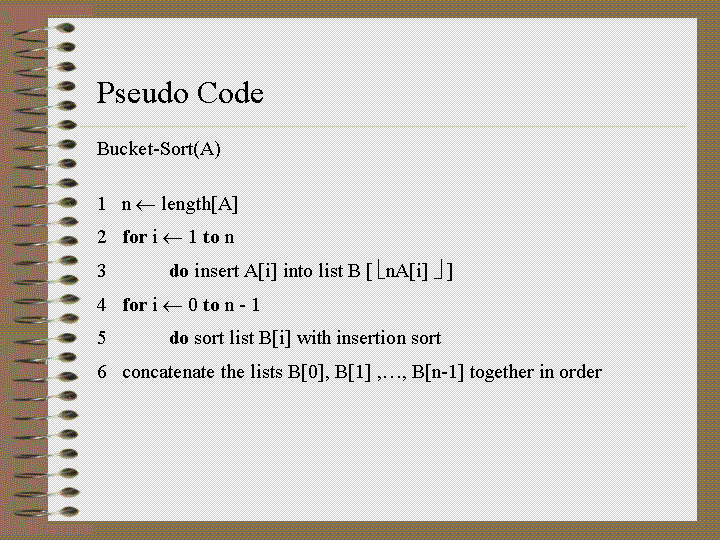 Pseudo Code
Bucket-Sort(A)
1 n ← length[A]
2 for i ← 1 to n
3 do insert A[i] into list B [ ⌊n.A[i] ⌋ ]
4 for i ← 0 to n - 1
5 do sort list B[i] with insertion sort
6 concatenate the lists B[0], B[1] ,…, B[n-1] together in order